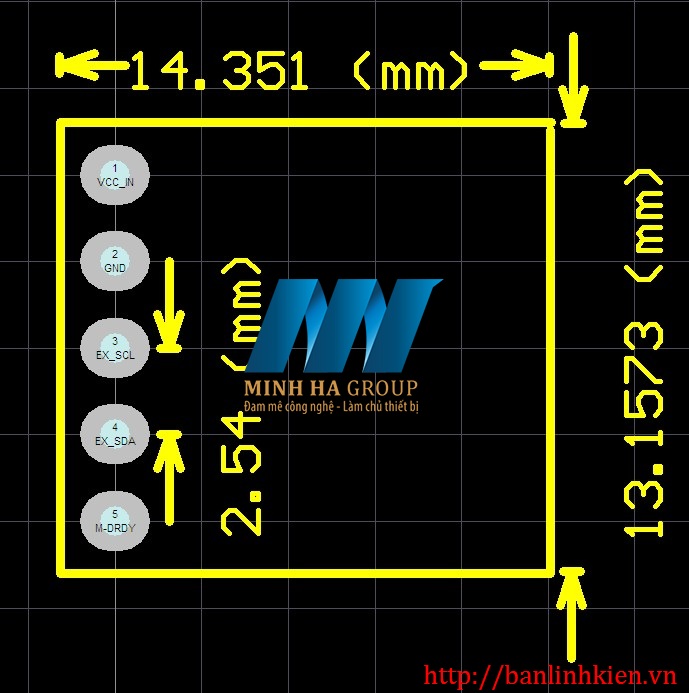 14.351 (mm)
1
VCC_IN
2
GND
3
EX_SCL
4
EX_SDA
5
M-DRDY
2.54 (mm)
13.1573 (mm)
MINH HA GROUP
Đam mê công nghệ - Làm chủ thiết bị
http://banlinhkien.vn